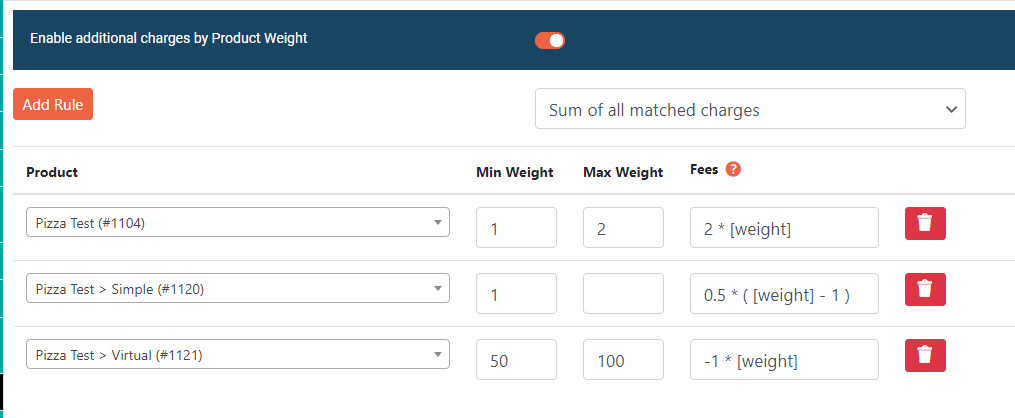 Enable additional charges by Product Weight
Add Rule
Sum of all matched charges
Product Min Weight Max Weight Fees ?
Pizza Test (#1104) 1 2 2 * [weight]
Pizza Test > Simple (#1120) 1 0.5 * ( [weight] - 1 )
Pizza Test > Virtual (#1121) 50 100 -1 * [weight]